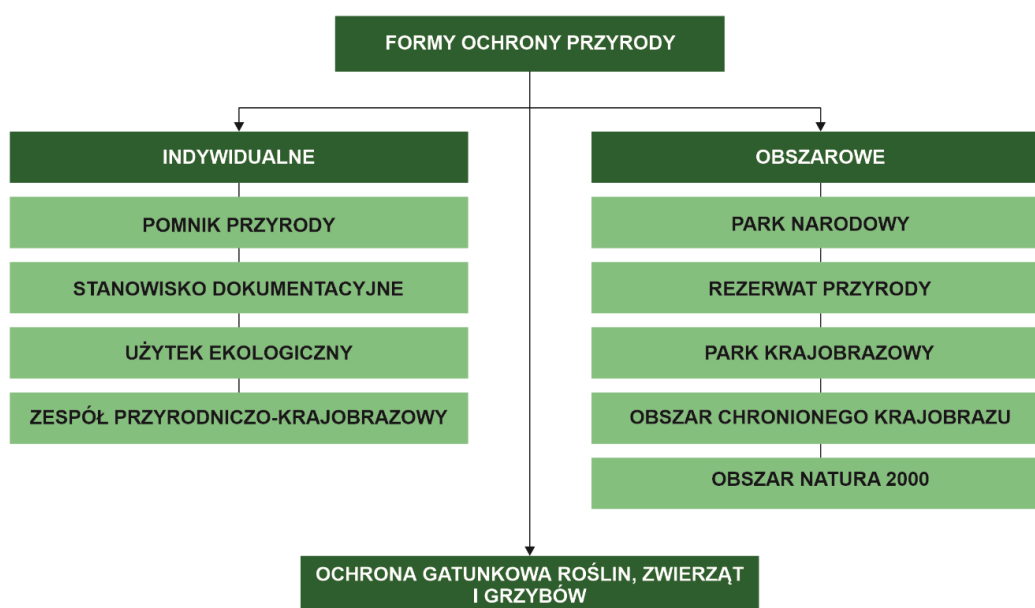 FORMY OCHRONY PRZYRODY
INDYWIDUALNE
POMNIK PRZYRODY
STANOWISKO DOKUMENTACYJNE
UŻYTEK EKOLOGICZNY
ZESPÓŁ PRZYRODNICZO-KRAJOBRAZOWY
OBSZAROWE
PARK NARODOWY
REZERWAT PRZYRODY
PARK KRAJOBRAZOWY
OBSZAR CHRONIONEGO KRAJOBRAZU
OBSZAR NATURA 2000
OCHRONA GATUNKOWA ROŚLIN, ZWIERZĄT
I GRZYBÓW